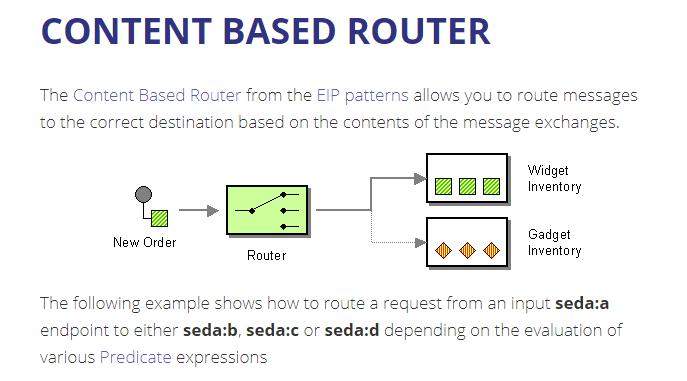 CONTENT BASED ROUTER
The Content Based Router from the EIP patterns allows you to route messages
to the correct destination based on the contents of the message exchanges.
Widget
Inventory
New Order
Router
Gadget
Inventory
The following example shows how to route a request from an input seda:a
endpoint to either seda:b, seda:c or seda:d depending on the evaluation of
various Predicate expressions